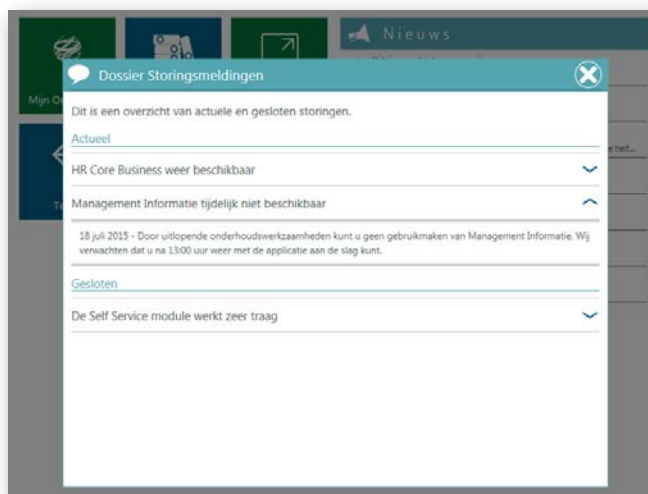 Nieuws
Dossier Storingsmeldingen
Mijn
Dit is een overzicht van actuele en gesloten storingen.
Actueel
HR Core Business weer beschikbaar
Management Informatie tijdelijk niet beschikbaar
18 juli 2015 - Door uitlopende onderhoudswerkzaamheden kunt u geen gebruikmaken van Management Informatie. Wij
verwachten dat u na 13:00 uur weer met de applicatie aan de slag kunt.
Gesloten
De Self Service module werkt zeer traag